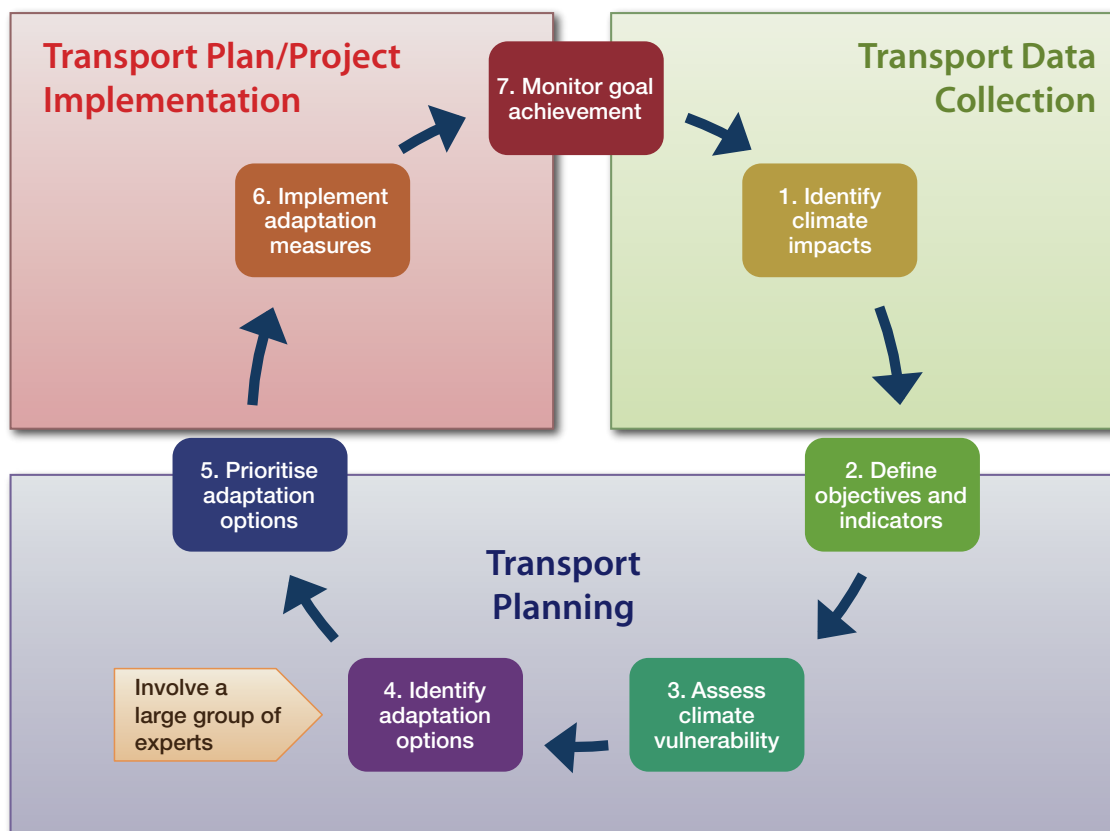 Transport Plan/Project
Implementation
Transport Data
Collection
7. Monitor goal
achievement
1. Identify
climate
impacts
6. Implement
adaptation
measures
2. Define
objectives and
indicators
5. Prioritise
adaptation
options
Transport
Planning
3. Assess
climate
vulnerability
4. Identify
adaptation
options
Involve a
large group of
experts